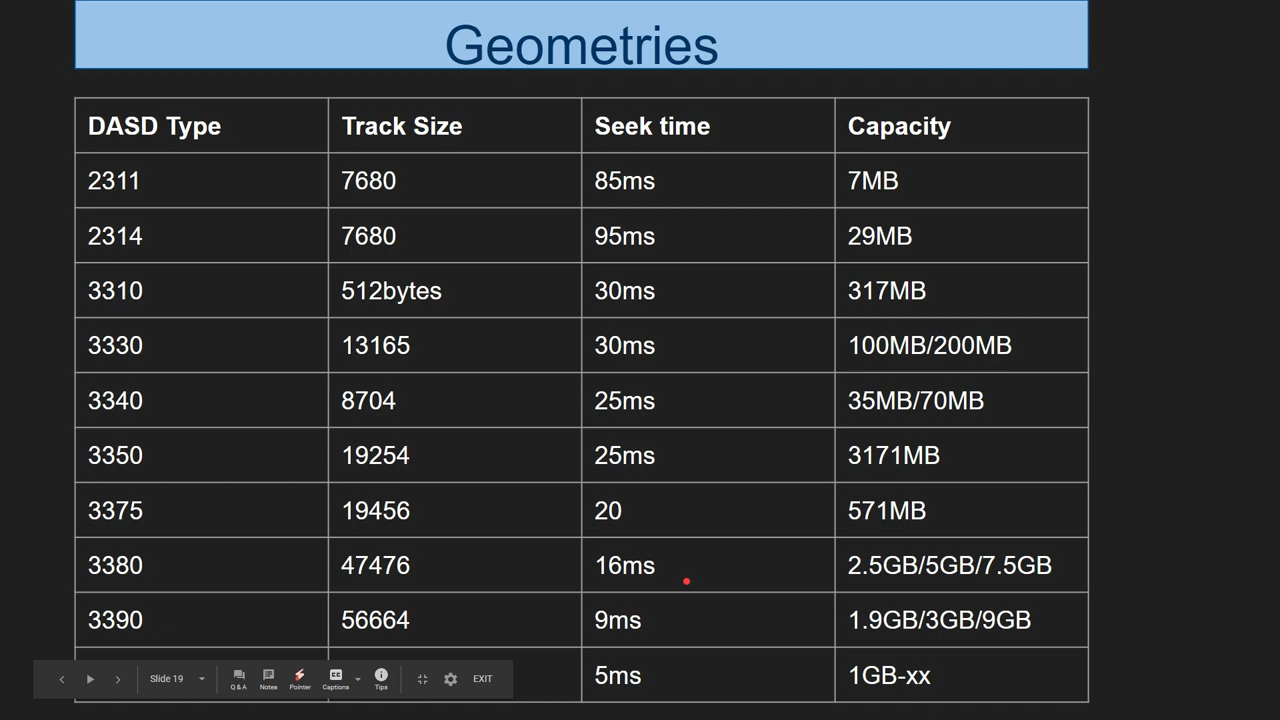 Geometries
DASD Type Track Size Seek time Capacity
2311 7680 85ms 7MB
2314 7680 95ms 29MB
3310 512bytes 30ms 317MB
3330 13165 30ms 100MB/200MB
3340 8704 25ms 35MB/70MB
3350 19254 25ms 3171MB
3375 19456 20 571MB
3380 47476 16ms 2.5GB/5GB/7.5GB
3390 56664 9ms 1.9GB/3GB/9GB
5ms 1GB-xx
Slide 19 Q&A Notes Pointer Captions Tips EXIT